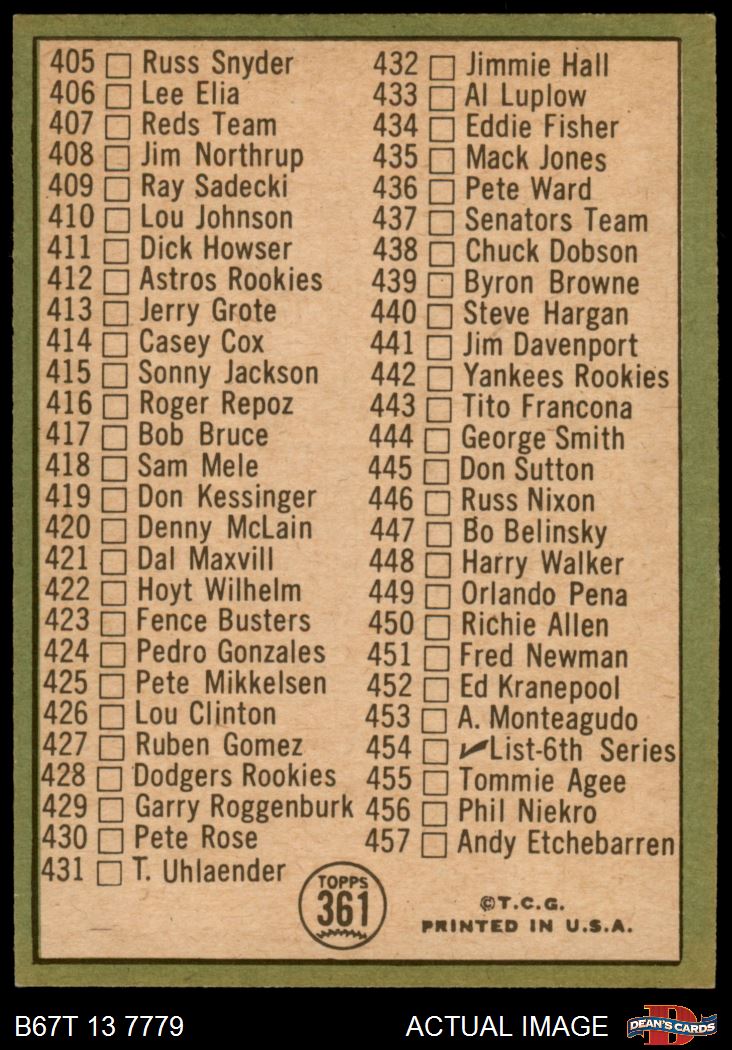 405 Russ Snyder
406 Lee Elia
407 Reds Team
408 Jim Northrup
409 Ray Sadecki
410 Lou Johnson
411 Dick Howser
412 Astros Rookies
413 Jerry Grote
414 Casey Cox
415 Sonny Jackson
416 Roger Repoz
417 Bob Bruce
418 Sam Mele
419 Don Kessinger
420 Denny McLain
421 Dal Maxvill
422 Hoyt Wilhelm
423 Fence Busters
424 Pedro Gonzales
425 Pete Mikkelsen
426 Lou Clinton
427 Ruben Gomez
428 Dodgers Rookies
429 Garry Roggenburk
430 Pete Rose
431 T. Uhlaender
432 Jimmie Hall
433 Al Luplow
434 Eddie Fisher
435 Mack Jones
436 Pete Ward
437 Senators Team
438 Chuck Dobson
439 Byron Browne
440 Steve Hargan
441 Jim Davenport
442 Yankees Rookies
443 Tito Francona
444 George Smith
445 Don Sutton
446 Russ Nixon
447 Bo Belinsky
448 Harry Walker
449 Orlando Pena
450 Richie Allen
451 Fred Newman
452 Ed Kranepool
453 A. Monteagudo
454 ✓List-6th Series
455 Tommie Agee
456 Phil Niekro
457 Andy Etchebarren
TOPPS
361
©T.C.G.
PRINTED IN U.S.A.
B67T 13 7779
ACTUAL IMAGE
D
DEAN'S CARDS